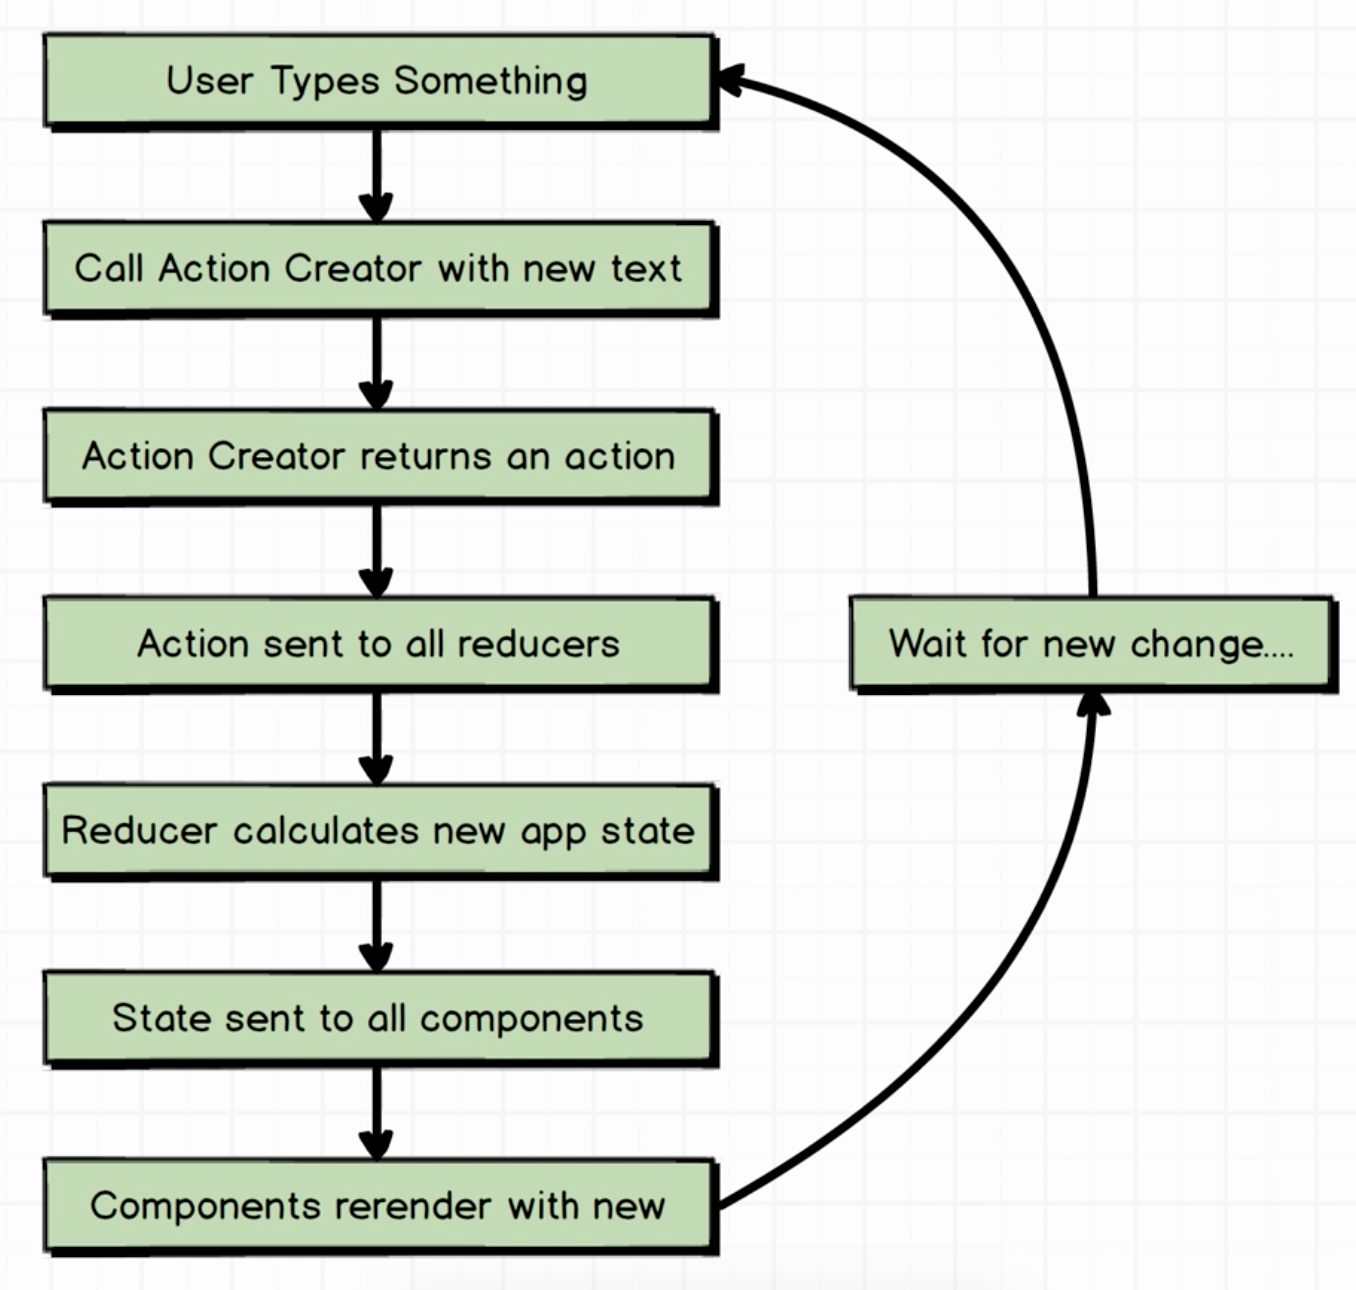 User Types Something
Call Action Creator with new text
Action Creator returns an action
Action sent to all reducers
Wait for new change....
Reducer calculates new app state
State sent to all components
Components rerender with new